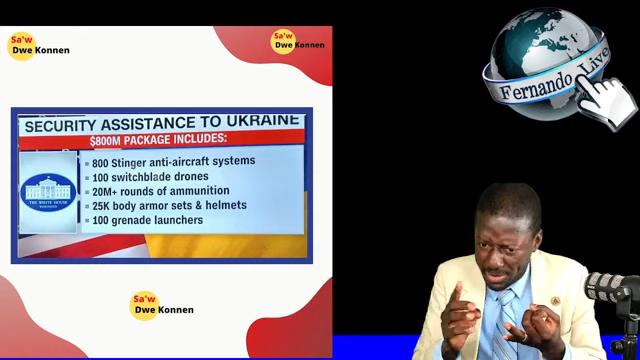 Sa'w
Dwe Konnen
Sa'w
Dwe Konnen
Fernando Live
SECURITY ASSISTANCE TO UKRAINE
$800M PACKAGE INCLUDES:
800 Stinger anti-aircraft systems
100 switchblade drones
20M+ rounds of ammunition
25K body armor sets & helmets
100 grenade launchers
THE WHITE HOUSE
WASHINGTON
Sa'w
Dwe Konnen